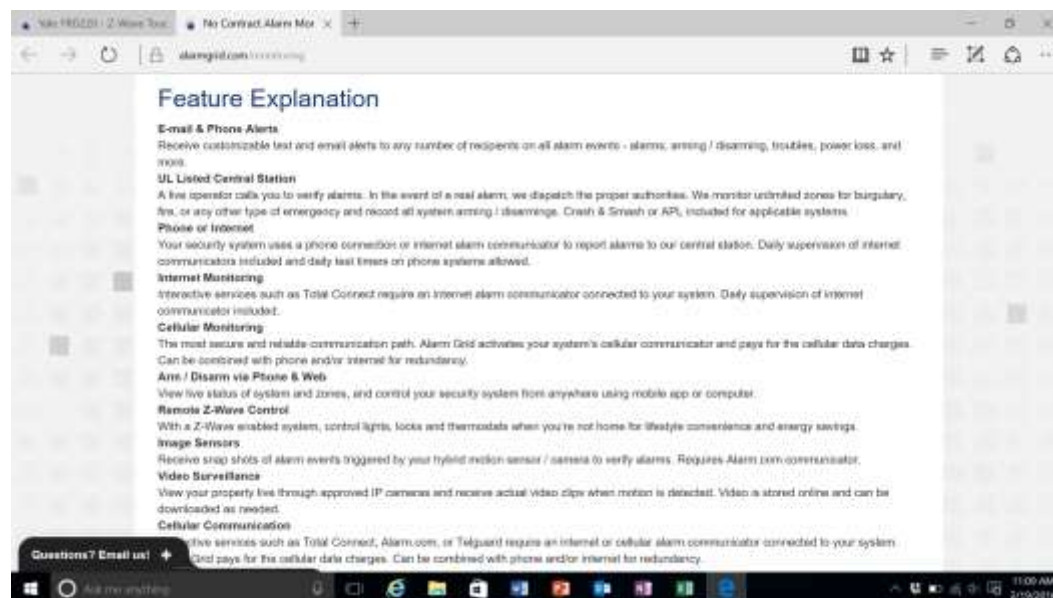 No Contract Alarm Mor
alarmgrid.com/monitoring
Feature Explanation
E-mail & Phone Alerts
Receive customizable text and email alerts to any number of recipients on all alarm events - alarms, arming / disarming, troubles, power loss, and
more.
UL Listed Central Station
A live operator calls you to verify alarms. In the event of a real alarm, we dispatch the proper authorities. We monitor unlimited zones for burgulary,
fire, or any other type of emergency and record all system arming / disarmings. Crash & Smash or APL included for applicable systems.
Phone or Internet
Your security system uses a phone connection or internet alarm communicator to report alarms to our central station. Daily supervision of internet
communicators included and daily test timers on phone systems allowed.
Internet Monitoring
Interactive services such as Total Connect require an Internet alarm communicator connected to your system. Daily supervision of internet
communicator included.
Cellular Monitoring
The most secure and reliable communication path. Alarm Grid activates your system's cellular communicator and pays for the cellular data charges.
Can be combined with phone and/or internet for redundancy.
Arm / Disarm via Phone & Web
View live status of system and zones, and control your security system from anywhere using mobile app or computer.
Remote Z-Wave Control
With a Z-Wave enabled system, control lights, locks and thermostats when you're not home for lifestyle convenience and energy savings.
Image Sensors
Receive snap shots of alarm events triggered by your hybrid motion sensor / camera to verify alarms. Requires Alarm.com communicator.
Video Surveillance
View your property live through approved IP cameras and receive actual video clips when motion is detected. Video is stored online and can be
downloaded as needed.
Cellular Communication
ctive services such as Total Connect, Alarm.com, or Telguard require an internet or cellular alarm communicator connected to your system.
Grid pays for the cellular data charges. Can be combined with phone and/or internet for redundancy.
Questions? Email us!
Ask me anything
11:00 AM